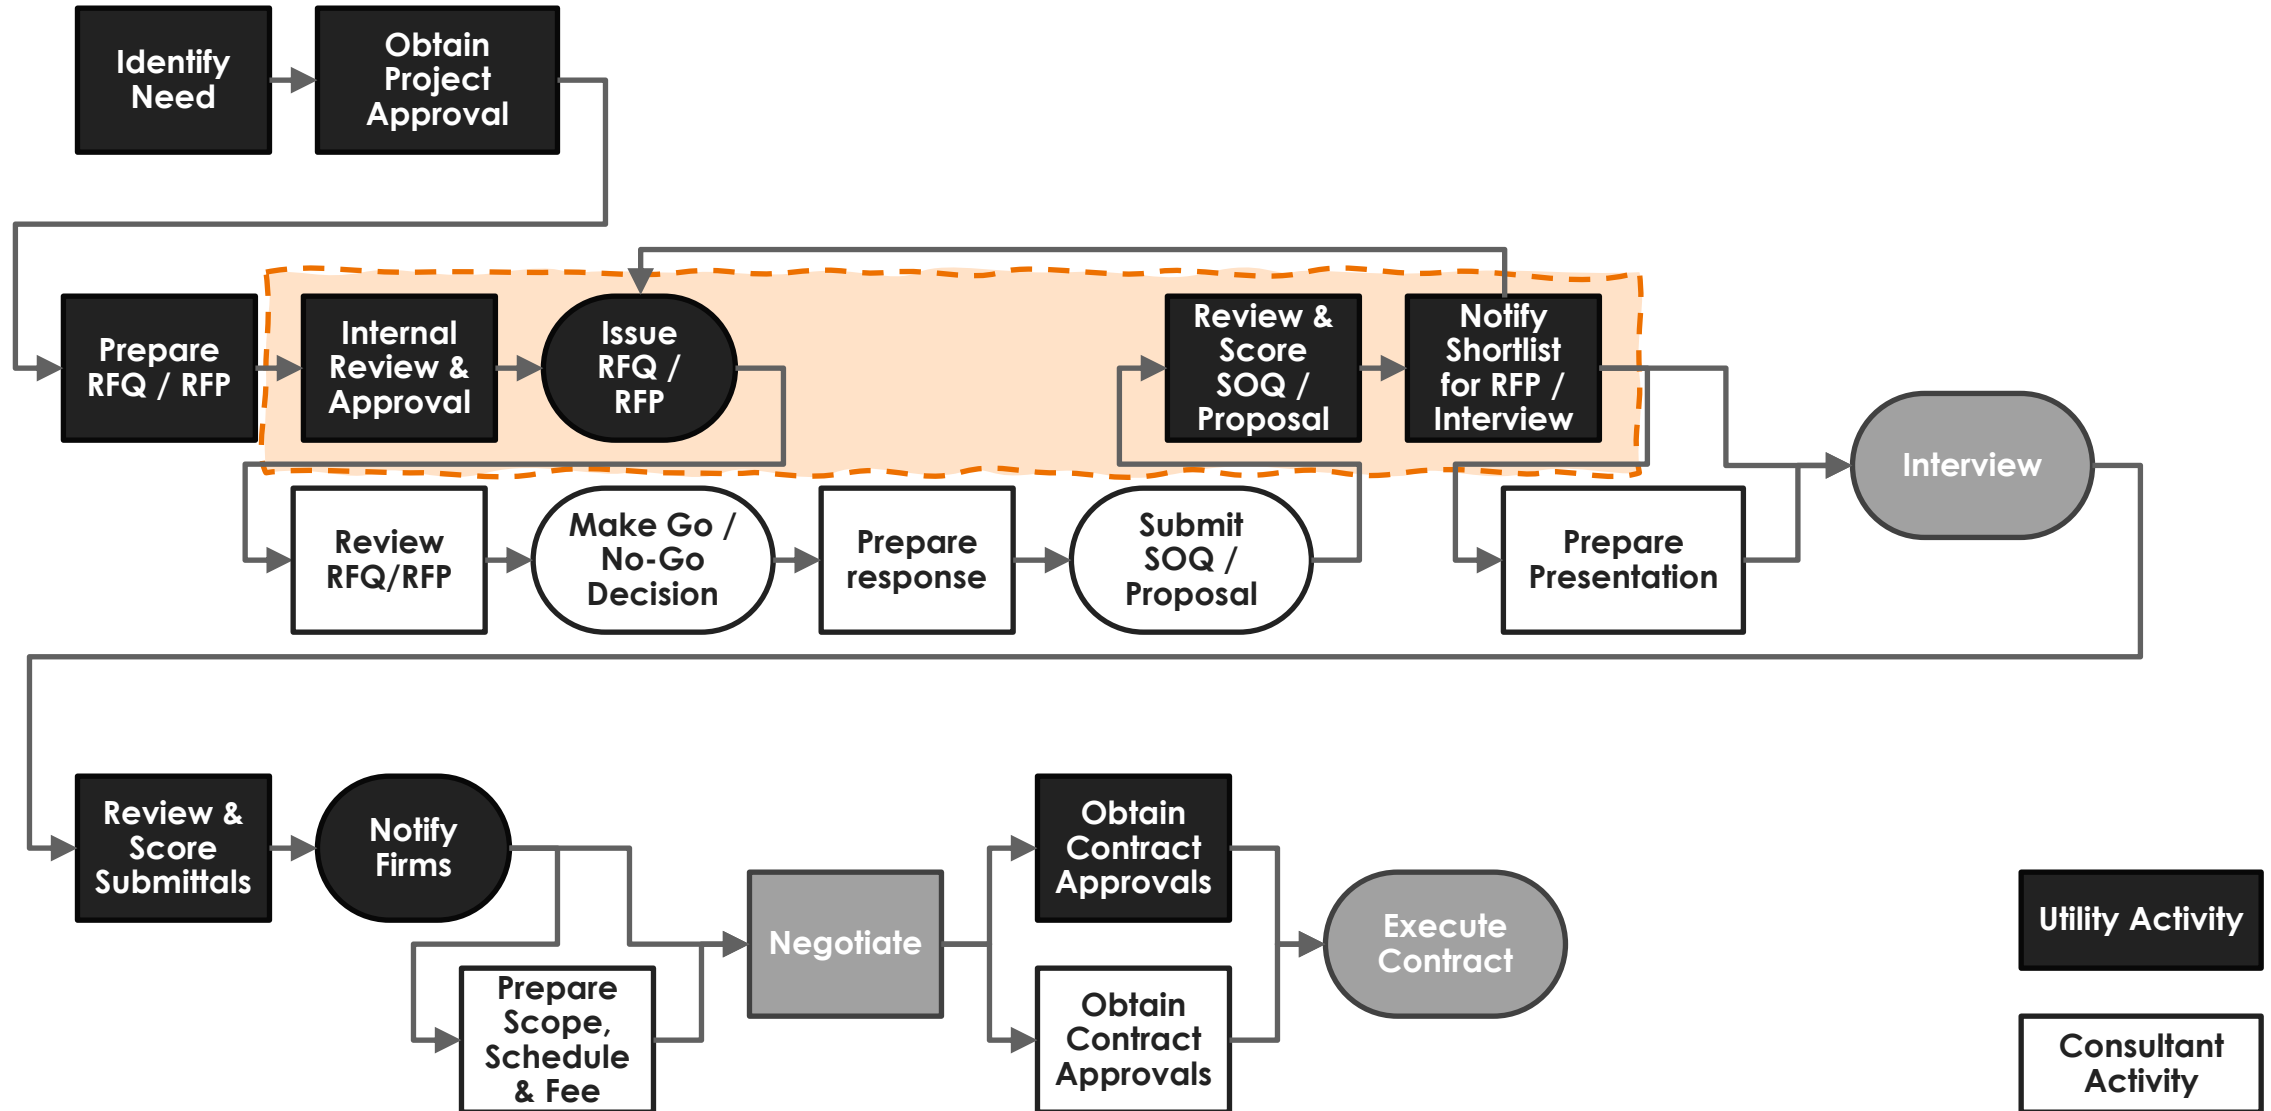 Identify
Need
Obtain
Project
Approval
Prepare
RFQ / RFP
Internal
Review &
Approval
Issue
RFQ /
RFP
Review &
Score
SOQ /
Proposal
Notify
Shortlist
for RFP /
Interview
Interview
Review
RFQ/RFP
Make Go /
No-Go
Decision
Prepare
response
Submit
SOQ /
Proposal
Prepare
Presentation
Review &
Score
Submittals
Notify
Firms
Prepare
Scope,
Schedule
& Fee
Negotiate
Obtain
Contract
Approvals
Obtain
Contract
Approvals
Execute
Contract
Utility Activity
Consultant
Activity